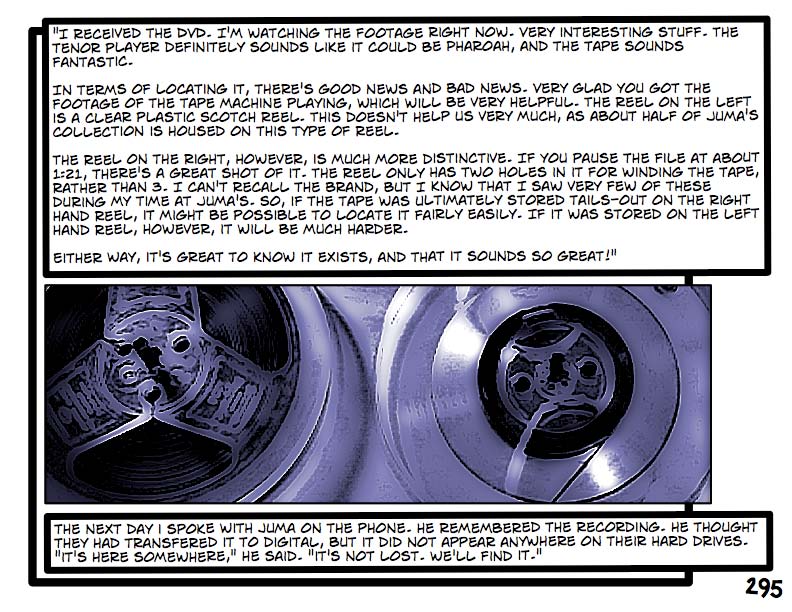 "I RECEIVED THE DVD. I'M WATCHING THE FOOTAGE RIGHT NOW. VERY INTERESTING STUFF. THE
TENOR PLAYER DEFINITELY SOUNDS LIKE IT COULD BE PHAROAH, AND THE TAPE SOUNDS
FANTASTIC.
IN TERMS OF LOCATING IT, THERE'S GOOD NEWS AND BAD NEWS. VERY GLAD YOU GOT THE
FOOTAGE OF THE TAPE MACHINE PLAYING, WHICH WILL BE VERY HELPFUL. THE REEL ON THE LEFT
IS A CLEAR PLASTIC SCOTCH REEL. THIS DOESN'T HELP US VERY MUCH, AS ABOUT HALF OF JUMA'S
COLLECTION IS HOUSED ON THIS TYPE OF REEL.
THE REEL ON THE RIGHT, HOWEVER, IS MUCH MORE DISTINCTIVE. IF YOU PAUSE THE FILE AT ABOUT
1:21, THERE'S A GREAT SHOT OF IT. THE REEL ONLY HAS TWO HOLES IN IT FOR WINDING THE TAPE,
RATHER THAN 3. I CAN'T RECALL THE BRAND, BUT I KNOW THAT I SAW VERY FEW OF THESE
DURING MY TIME AT JUMA'S. SO, IF THE TAPE WAS ULTIMATELY STORED TAILS-OUT ON THE RIGHT
HAND REEL, IT MIGHT BE POSSIBLE TO LOCATE IT FAIRLY EASILY. IF IT WAS STORED ON THE LEFT
HAND REEL, HOWEVER, IT WILL BE MUCH HARDER.
EITHER WAY, IT'S GREAT TO KNOW IT EXISTS, AND THAT IT SOUNDS SO GREAT!"
THE NEXT DAY I SPOKE WITH JUMA ON THE PHONE. HE REMEMBERED THE RECORDING. HE THOUGHT
THEY HAD TRANSFERED IT TO DIGITAL, BUT IT DID NOT APPEAR ANYWHERE ON THEIR HARD DRIVES.
"IT'S HERE SOMEWHERE," HE SAID. "IT'S NOT LOST. WE'LL FIND IT."
295